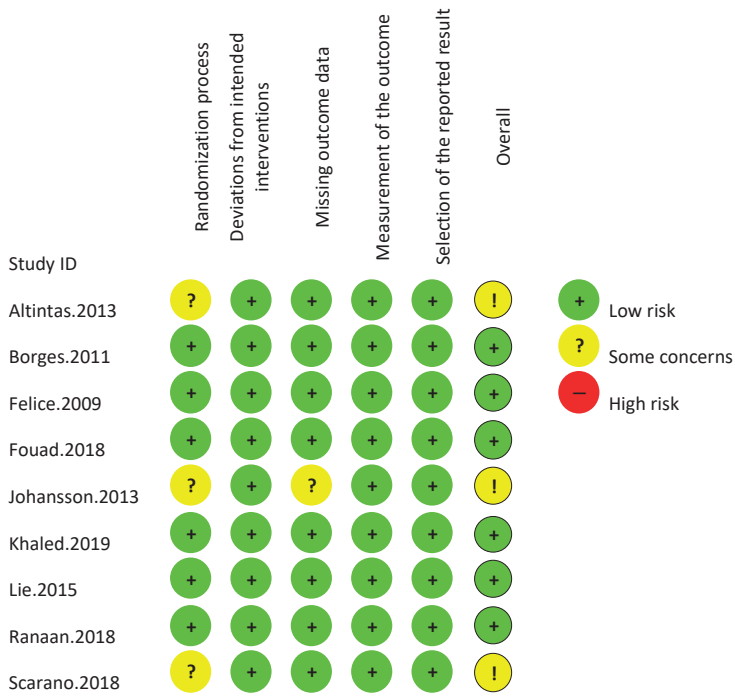 Randomization process
Deviations from intended
interventions
Missing outcome data
Measurement of the outcome
Selection of the reported result
Overall
Study ID
Altintas.2013 ? + + + + !
Borges.2011 + + + + + +
Felice.2009 + + + + + +
Fouad.2018 + + + + + +
Johansson.2013 ? + ? + + !
Khaled.2019 + + + + + +
Lie.2015 + + + + + +
Ranaan.2018 + + + + + +
Scarano.2018 ? + + + + !
+ Low risk
? Some concerns
– High risk